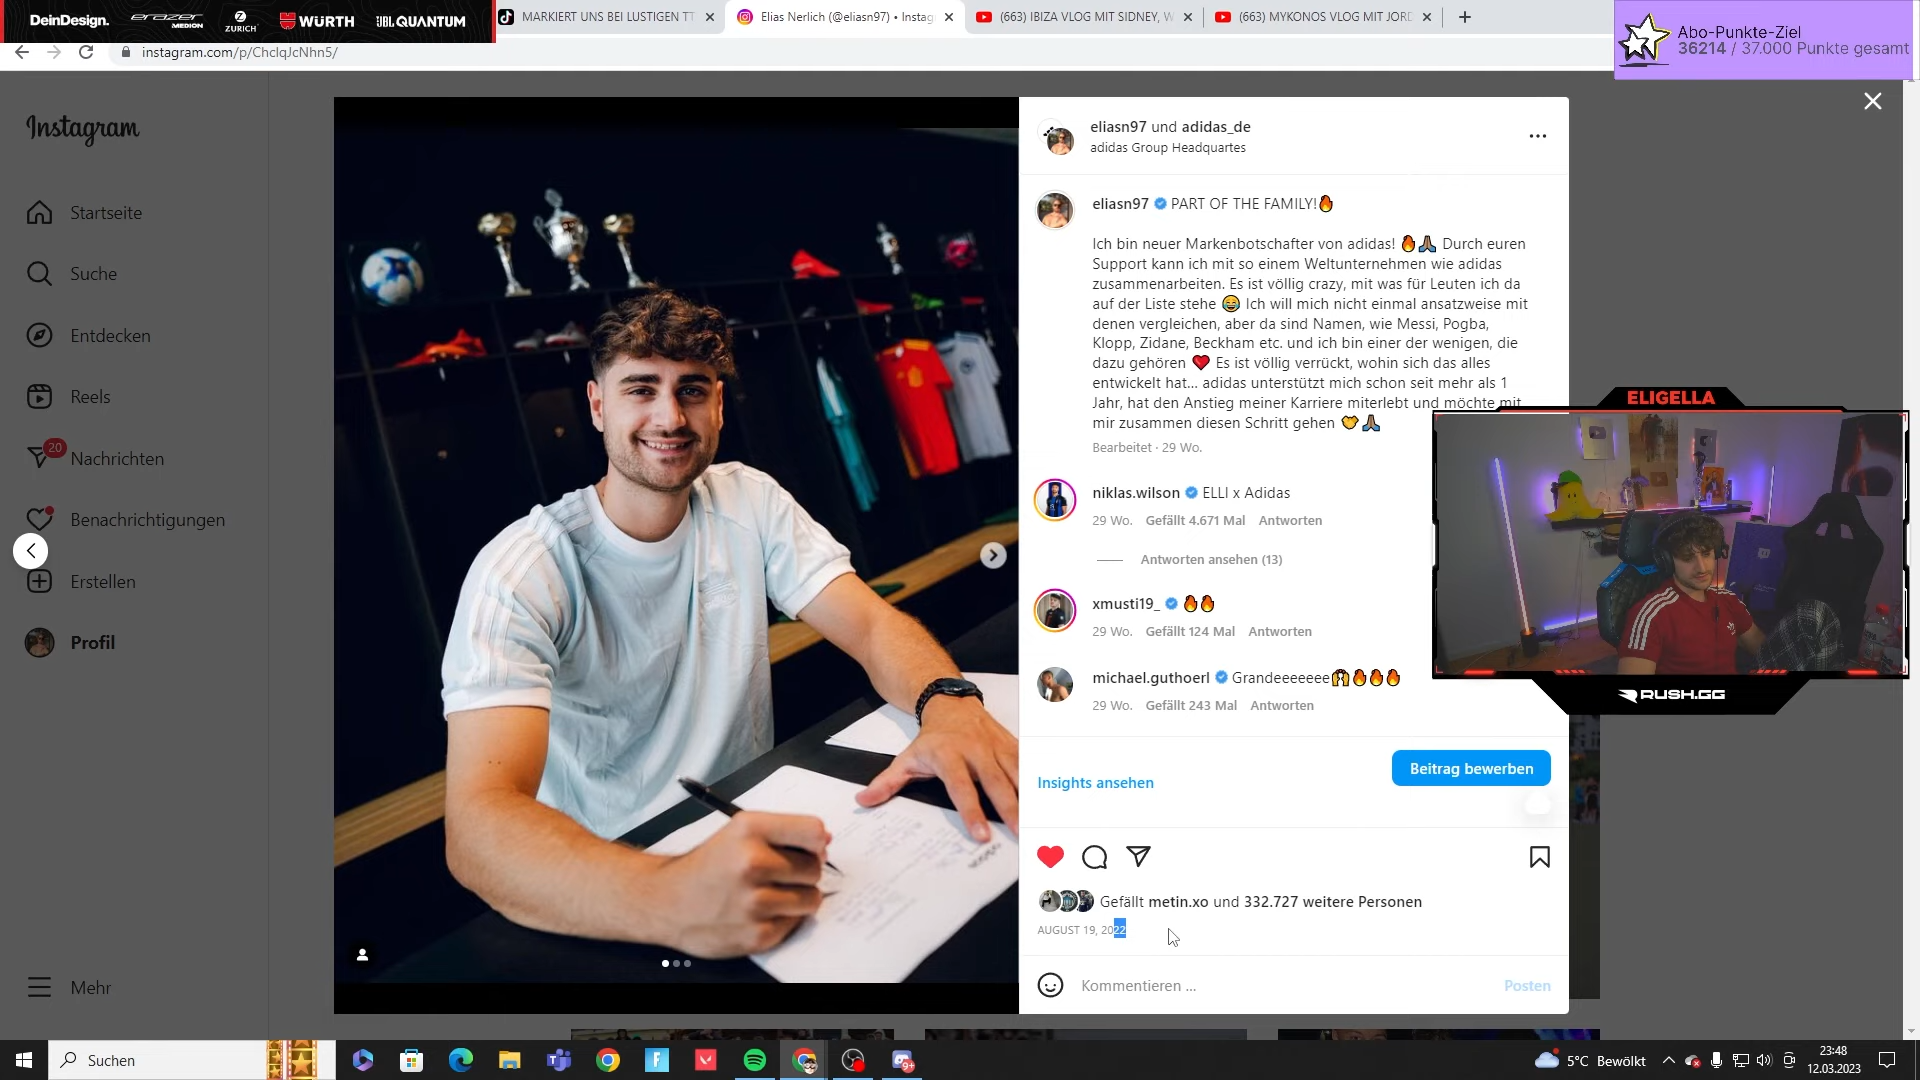 DeinDesign.
erazer
MEDION
ZURICH
WÜRTH
JBL QUANTUM
MARKIERT UNS BEI LUSTIGEN TT
Elias Nerlich (@eliasn97) • Instag
(663) IBIZA VLOG MIT SIDNEY, W
(663) MYKONOS VLOG MIT JORD
instagram.com/p/ChclqJcNhn5/
Abo-Punkte-Ziel
36214 / 37.000 Punkte gesamt
Instagram
Startseite
Suche
Entdecken
Reels
20
Nachrichten
Benachrichtigungen
Erstellen
Profil
Mehr
eliasn97 und adidas_de
adidas Group Headquartes
eliasn97 PART OF THE FAMILY!🔥
Ich bin neuer Markenbotschafter von adidas! 🔥🙏🏽 Durch euren
Support kann ich mit so einem Weltunternehmen wie adidas
zusammenarbeiten. Es ist völlig crazy, mit was für Leuten ich da
auf der Liste stehe 😂 Ich will mich nicht einmal ansatzweise mit
denen vergleichen, aber da sind Namen, wie Messi, Pogba,
Klopp, Zidane, Beckham etc. und ich bin einer der wenigen, die
dazu gehören ❤️ Es ist völlig verrückt, wohin sich das alles
entwickelt hat... adidas unterstützt mich schon seit mehr als 1
Jahr, hat den Anstieg meiner Karriere miterlebt und möchte mit
mir zusammen diesen Schritt gehen 🤝🙏🏽
Bearbeitet · 29 Wo.
niklas.wilson ELLI x Adidas
29 Wo. Gefällt 4.671 Mal Antworten
Antworten ansehen (13)
xmusti19_ 🔥🔥
29 Wo. Gefällt 124 Mal Antworten
michael.guthoerl Grandeeeeeee🙌🔥🔥🔥
29 Wo. Gefällt 243 Mal Antworten
Insights ansehen
Beitrag bewerben
Gefällt metin.xo und 332.727 weitere Personen
AUGUST 19, 2022
Kommentieren ...
Posten
ELIGELLA
RUSH.GG
Suchen
9+
5°C Bewölkt
23:48
12.03.2023